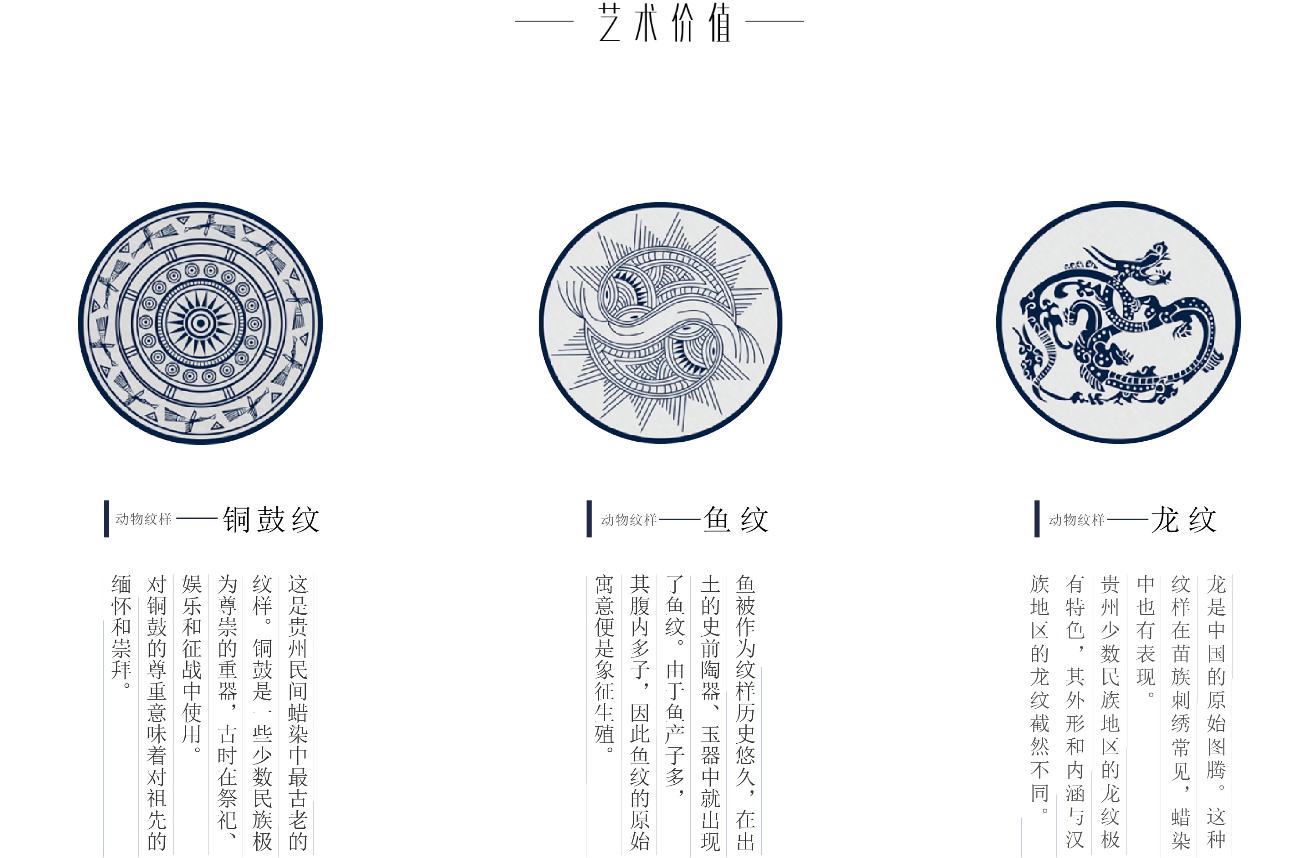 艺术价值
动物纹样——铜鼓纹
这是贵州民间蜡染中最古老的
纹样。铜鼓是一些少数民族极
为尊崇的重器，古时在祭祀、
娱乐和征战中使用。
对铜鼓的尊重意味着对祖先的
缅怀和崇拜。
动物纹样——鱼纹
鱼被作为纹样历史悠久，在出
土的史前陶器、玉器中就出现
了鱼纹。由于鱼产子多，
其腹内多子，因此鱼纹的原始
寓意便是象征生殖。
动物纹样——龙纹
龙是中国的原始图腾。这种
纹样在苗族刺绣常见，蜡染
中也有表现。
贵州少数民族地区的龙纹极
有特色，其外形和内涵与汉
族地区的龙纹截然不同。